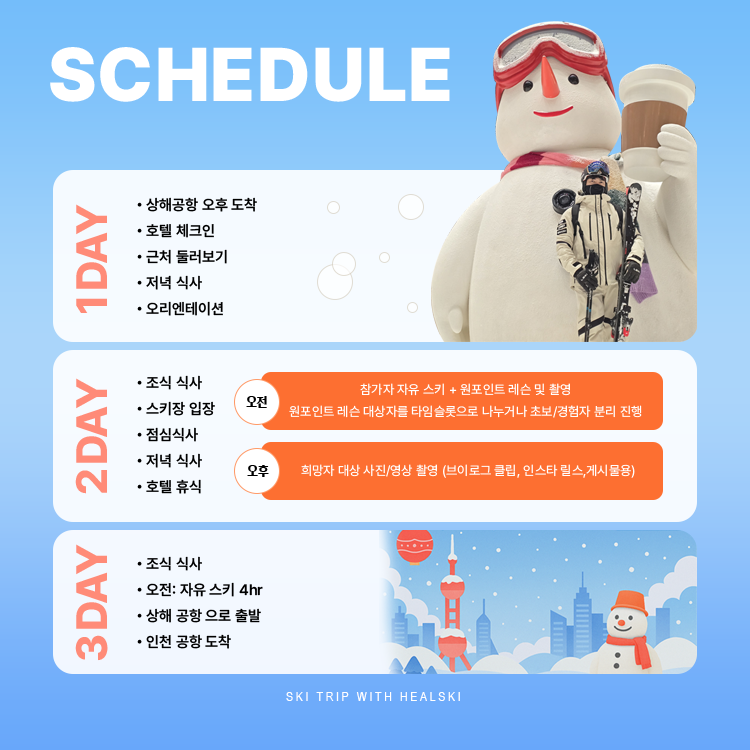 SCHEDULE
1DAY
• 상해공항 오후 도착
• 호텔 체크인
• 근처 둘러보기
• 저녁 식사
• 오리엔테이션
2DAY
• 조식 식사
• 스키장 입장
• 점심식사
• 저녁 식사
• 호텔 휴식
오전
참가자 자유 스키 + 원포인트 레슨 및 촬영
원포인트 레슨 대상자를 타임슬롯으로 나누거나 초보/경험자 분리 진행
오후
희망자 대상 사진/영상 촬영 (브이로그 클립, 인스타 릴스,게시물용)
3DAY
• 조식 식사
• 오전: 자유 스키 4hr
• 상해 공항 으로 출발
• 인천 공항 도착
SKI TRIP WITH HEALSKI